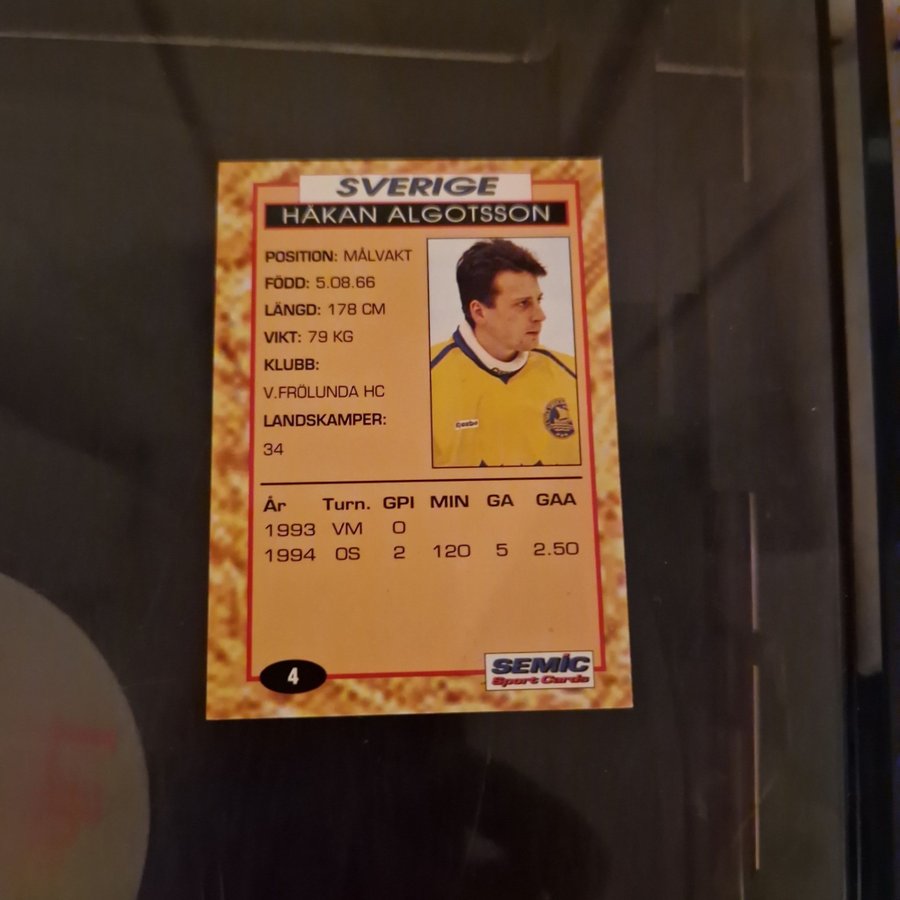 SVERIGE
HÅKAN ALGOTSSON
POSITION: MÅLVAKT
FÖDD: 5.08.66
LÄNGD: 178 CM
VIKT: 79 KG
KLUBB:
V.FRÖLUNDA HC
LANDSKAMPER:
34
År Turn. GPI MIN GA GAA
1993 VM 0
1994 OS 2 120 5 2.50
4
SEMIC
Sport Cards